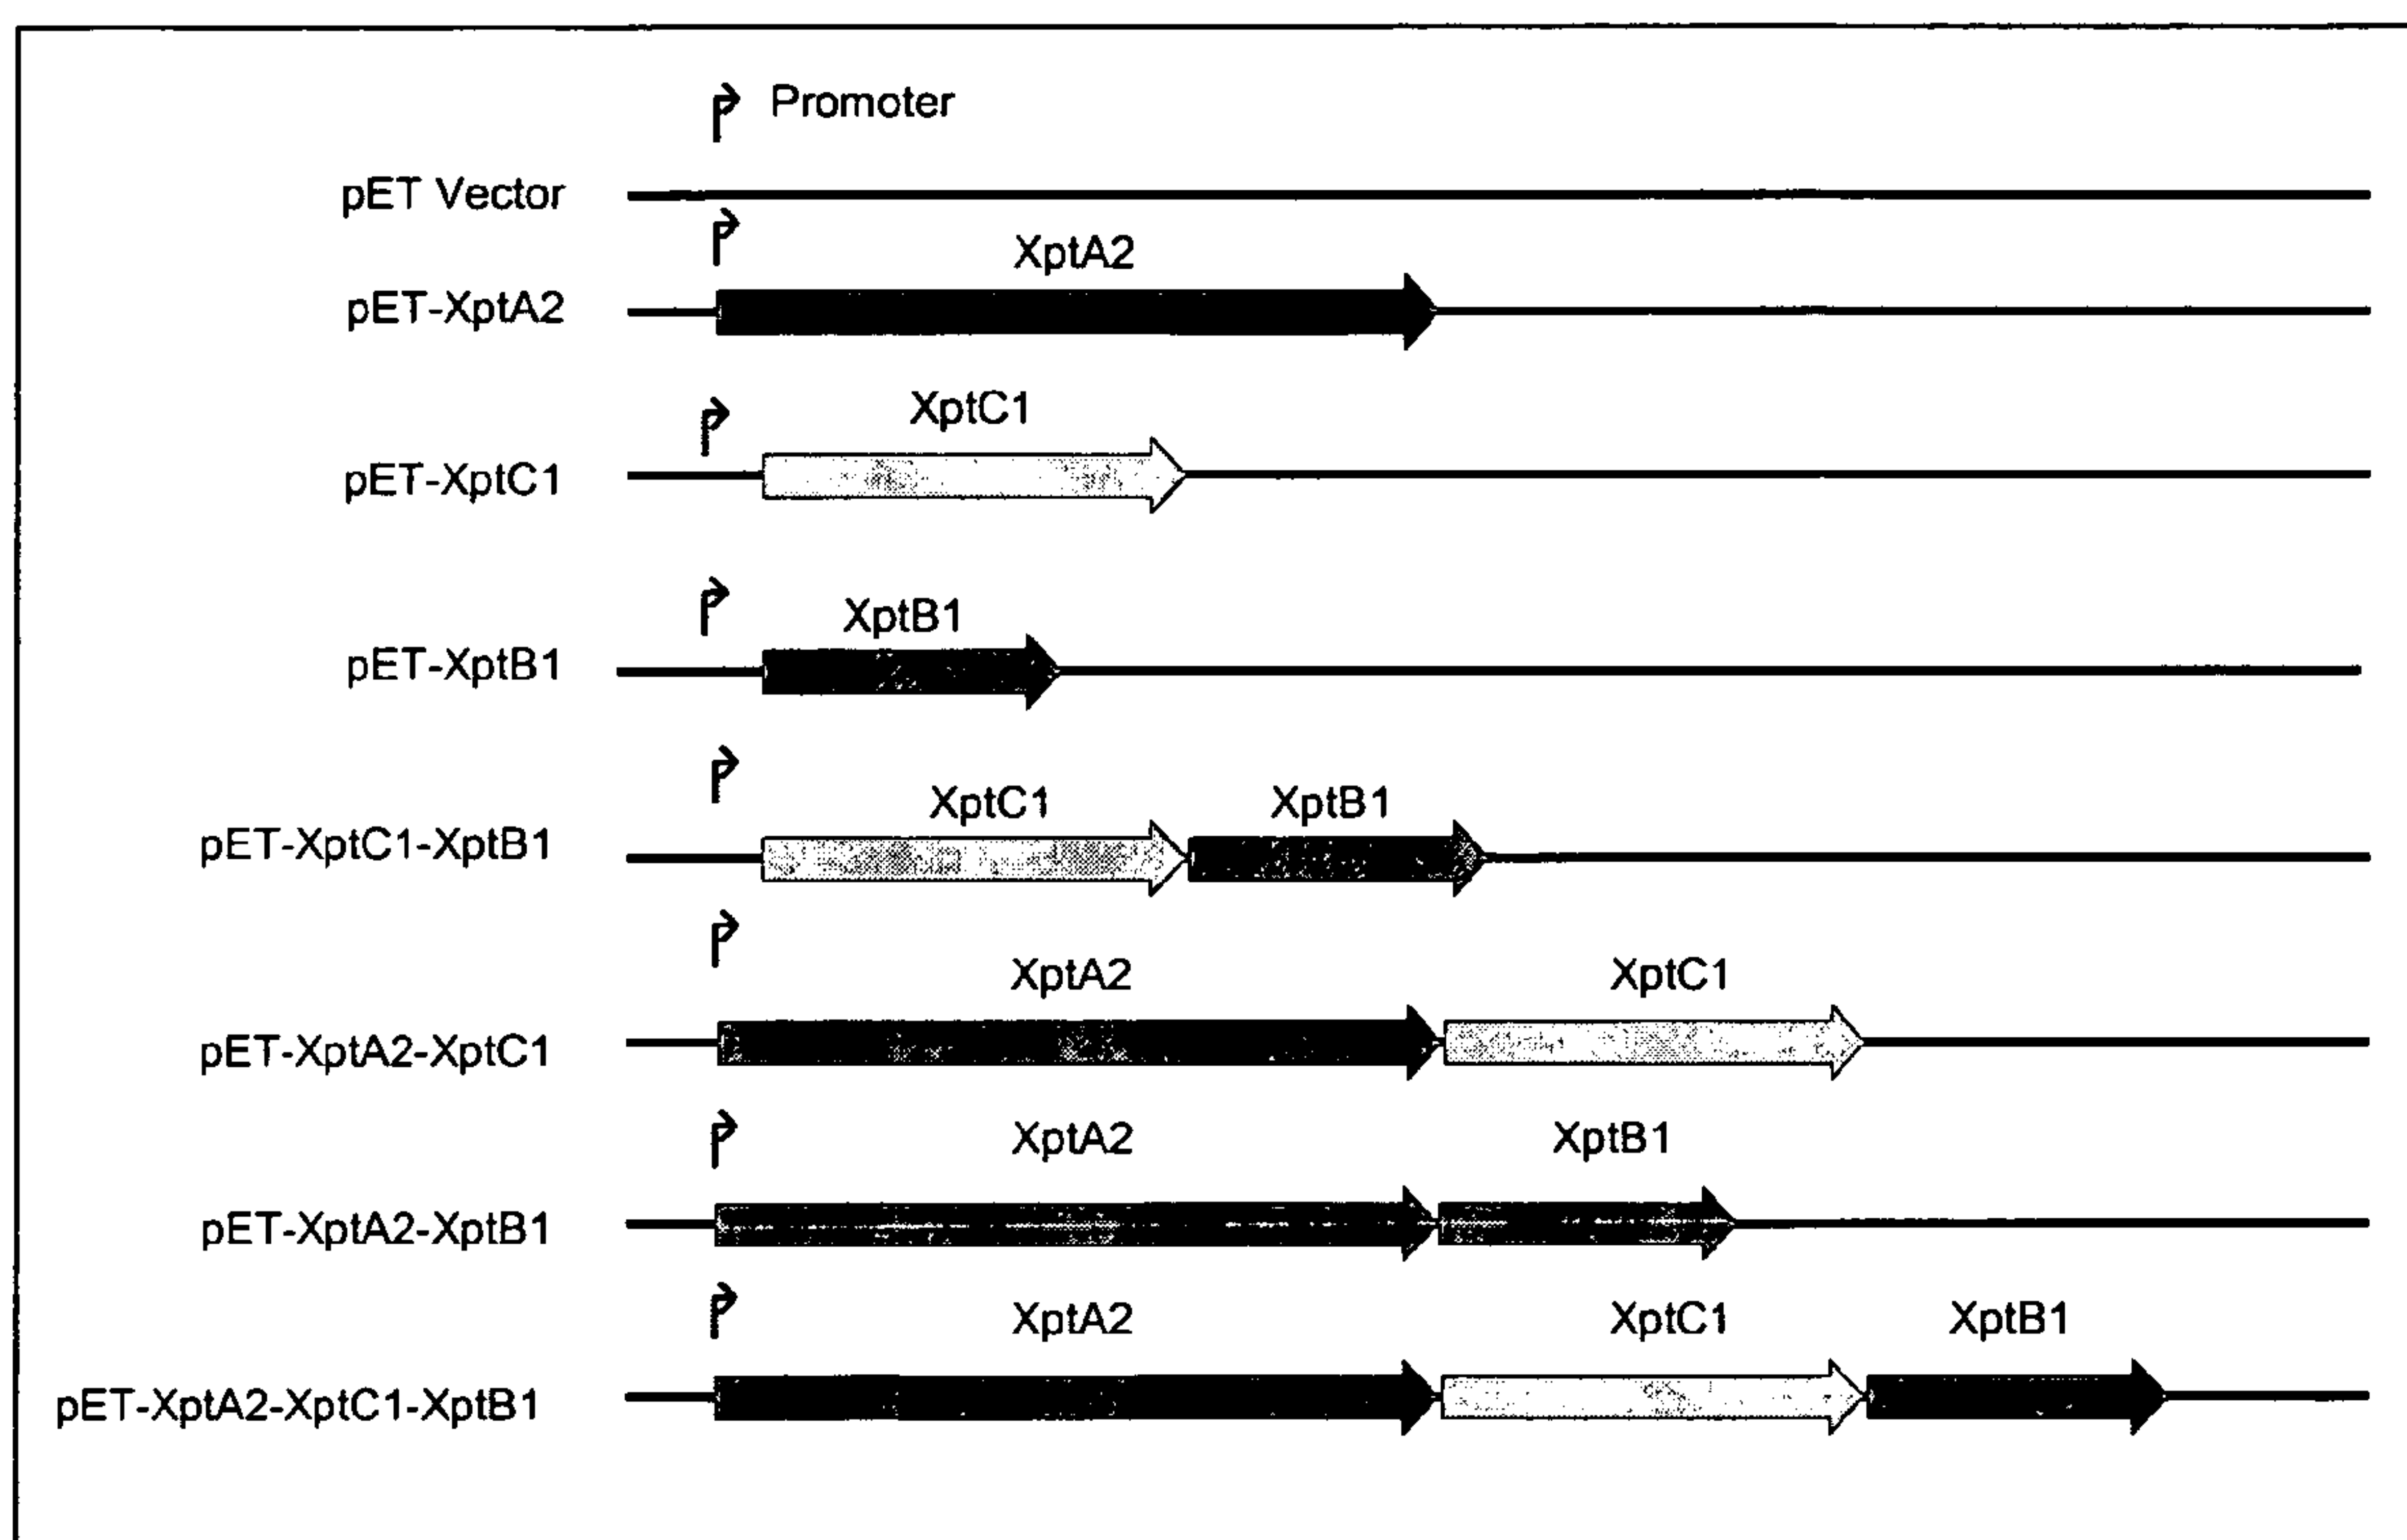 Promoter
pET Vector
XptA2
pET-XptA2
XptC1
pET-XptC1
XptB1
pET-XptB1
XptC1 XptB1
pET-XptC1-XptB1
XptA2 XptC1
pET-XptA2-XptC1
XptA2 XptB1
pET-XptA2-XptB1
XptA2 XptC1 XptB1
pET-XptA2-XptC1-XptB1